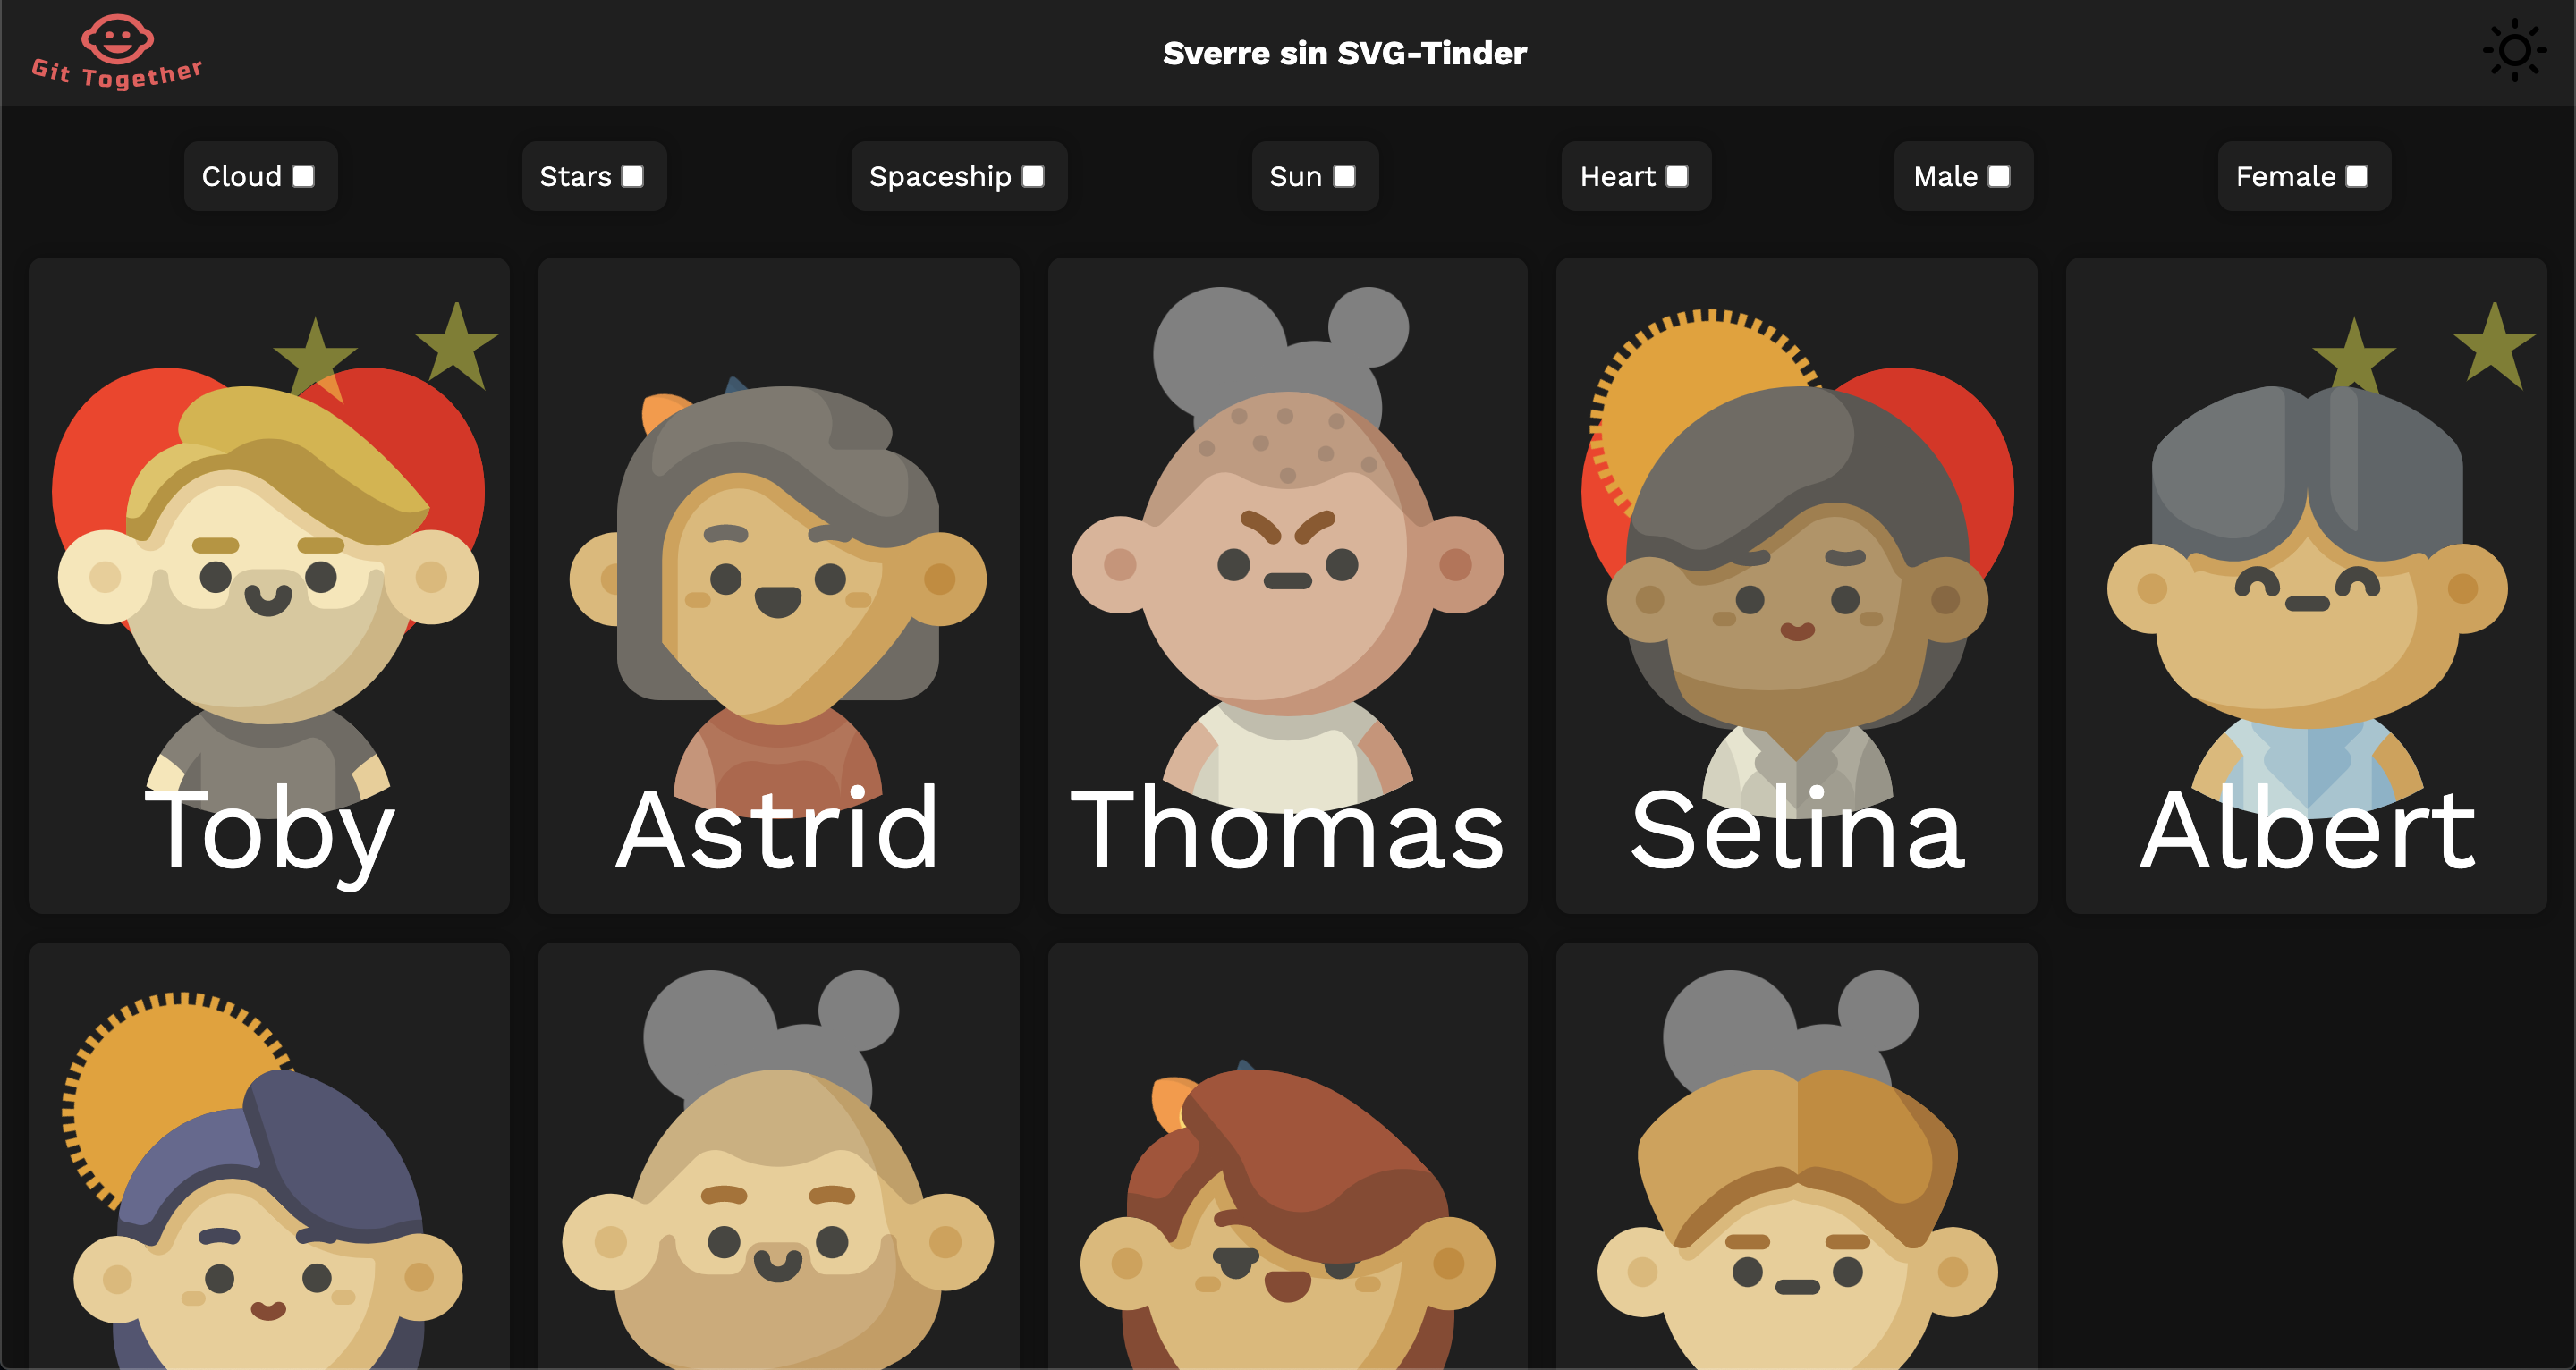 Git Together
Sverre sin SVG-Tinder
Cloud
Stars
Spaceship
Sun
Heart
Male
Female
Toby
Astrid
Thomas
Selina
Albert